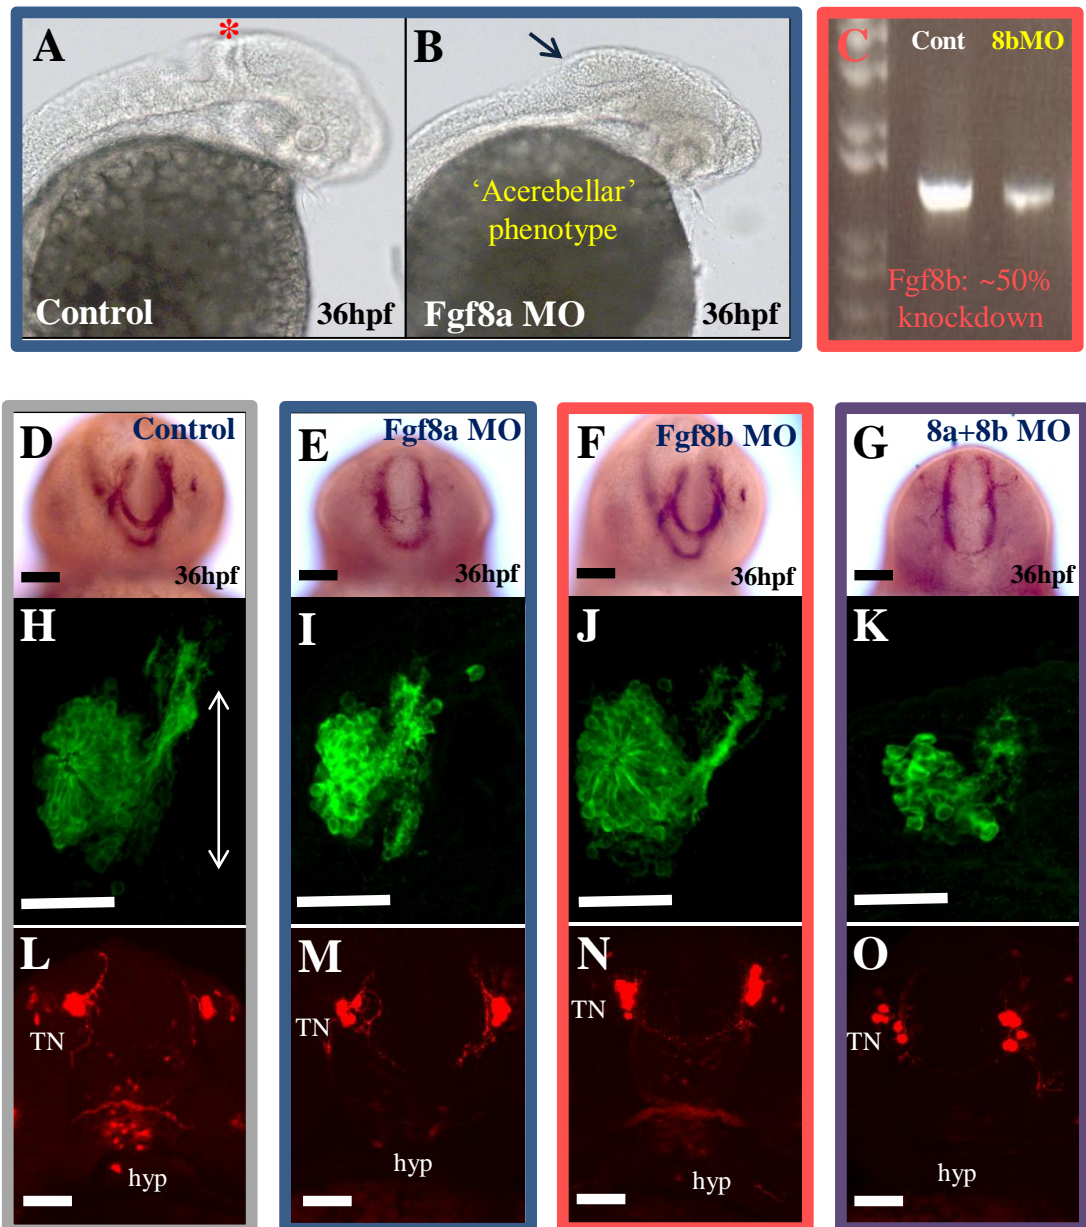 A
*
Control
36hpf
B
'Acerebellar'
phenotype
Fgf8a MO
36hpf
C
Cont
8bMO
Fgf8b: ~50%
knockdown
D
Control
36hpf
E
Fgf8a MO
36hpf
F
Fgf8b MO
36hpf
G
8a+8b MO
36hpf
H
I
J
K
L
TN
hyp
M
TN
hyp
N
TN
hyp
O
TN
hyp